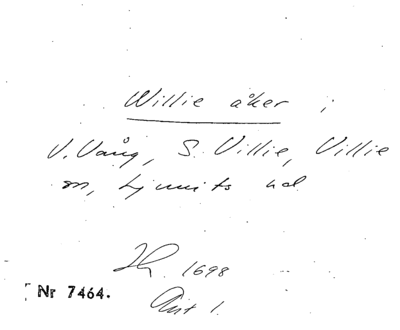 Willie åker i
V. Vång, S. Villie, Villie
sn, Ljunits hd
1698
Nr 7464.